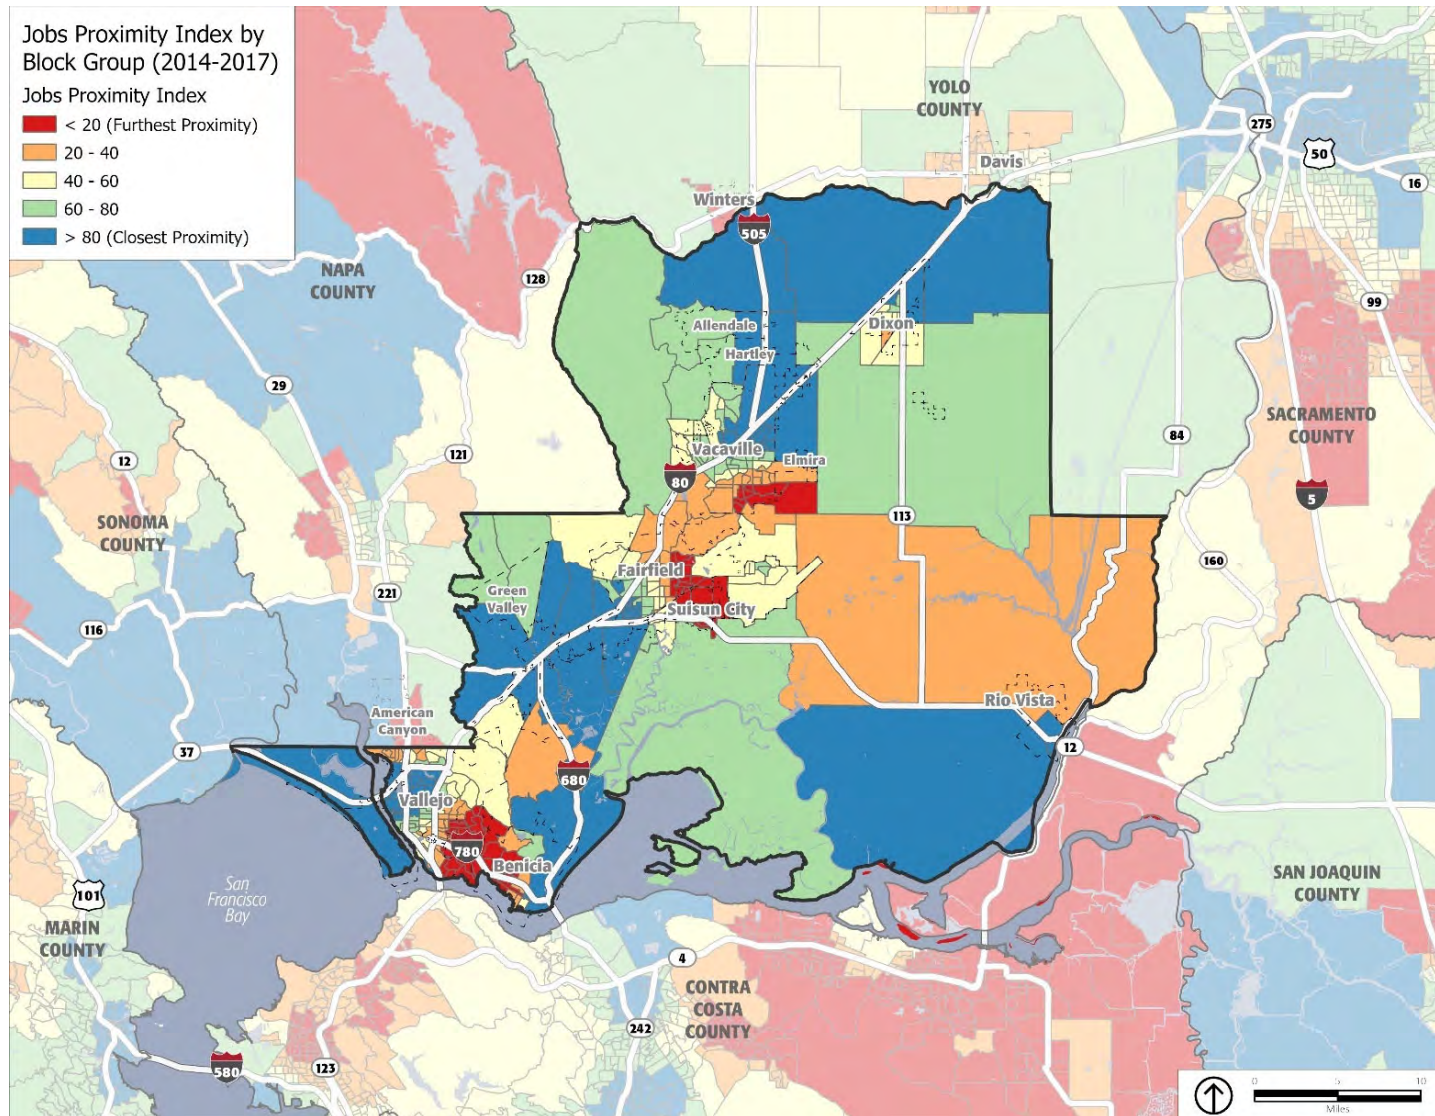 Jobs Proximity Index by
Block Group (2014-2017)
Jobs Proximity Index
< 20 (Furthest Proximity)
20 - 40
40 - 60
60 - 80
> 80 (Closest Proximity)
YOLO
COUNTY
275
50
16
Davis
Winters
505
NAPA
COUNTY
128
99
Allendale
Dixon
Hartley
29
SACRAMENTO
COUNTY
84
12
121
Vacaville
Elmira
80
5
SONOMA
COUNTY
113
160
Fairfield
Green
Valley
221
Suisun City
116
Rio Vista
American
Canyon
37
12
680
Vallejo
780
Benicia
San
Francisco
Bay
101
SAN JOAQUIN
COUNTY
MARIN
COUNTY
4
CONTRA
COSTA
COUNTY
242
580
123
0 5 10
Miles